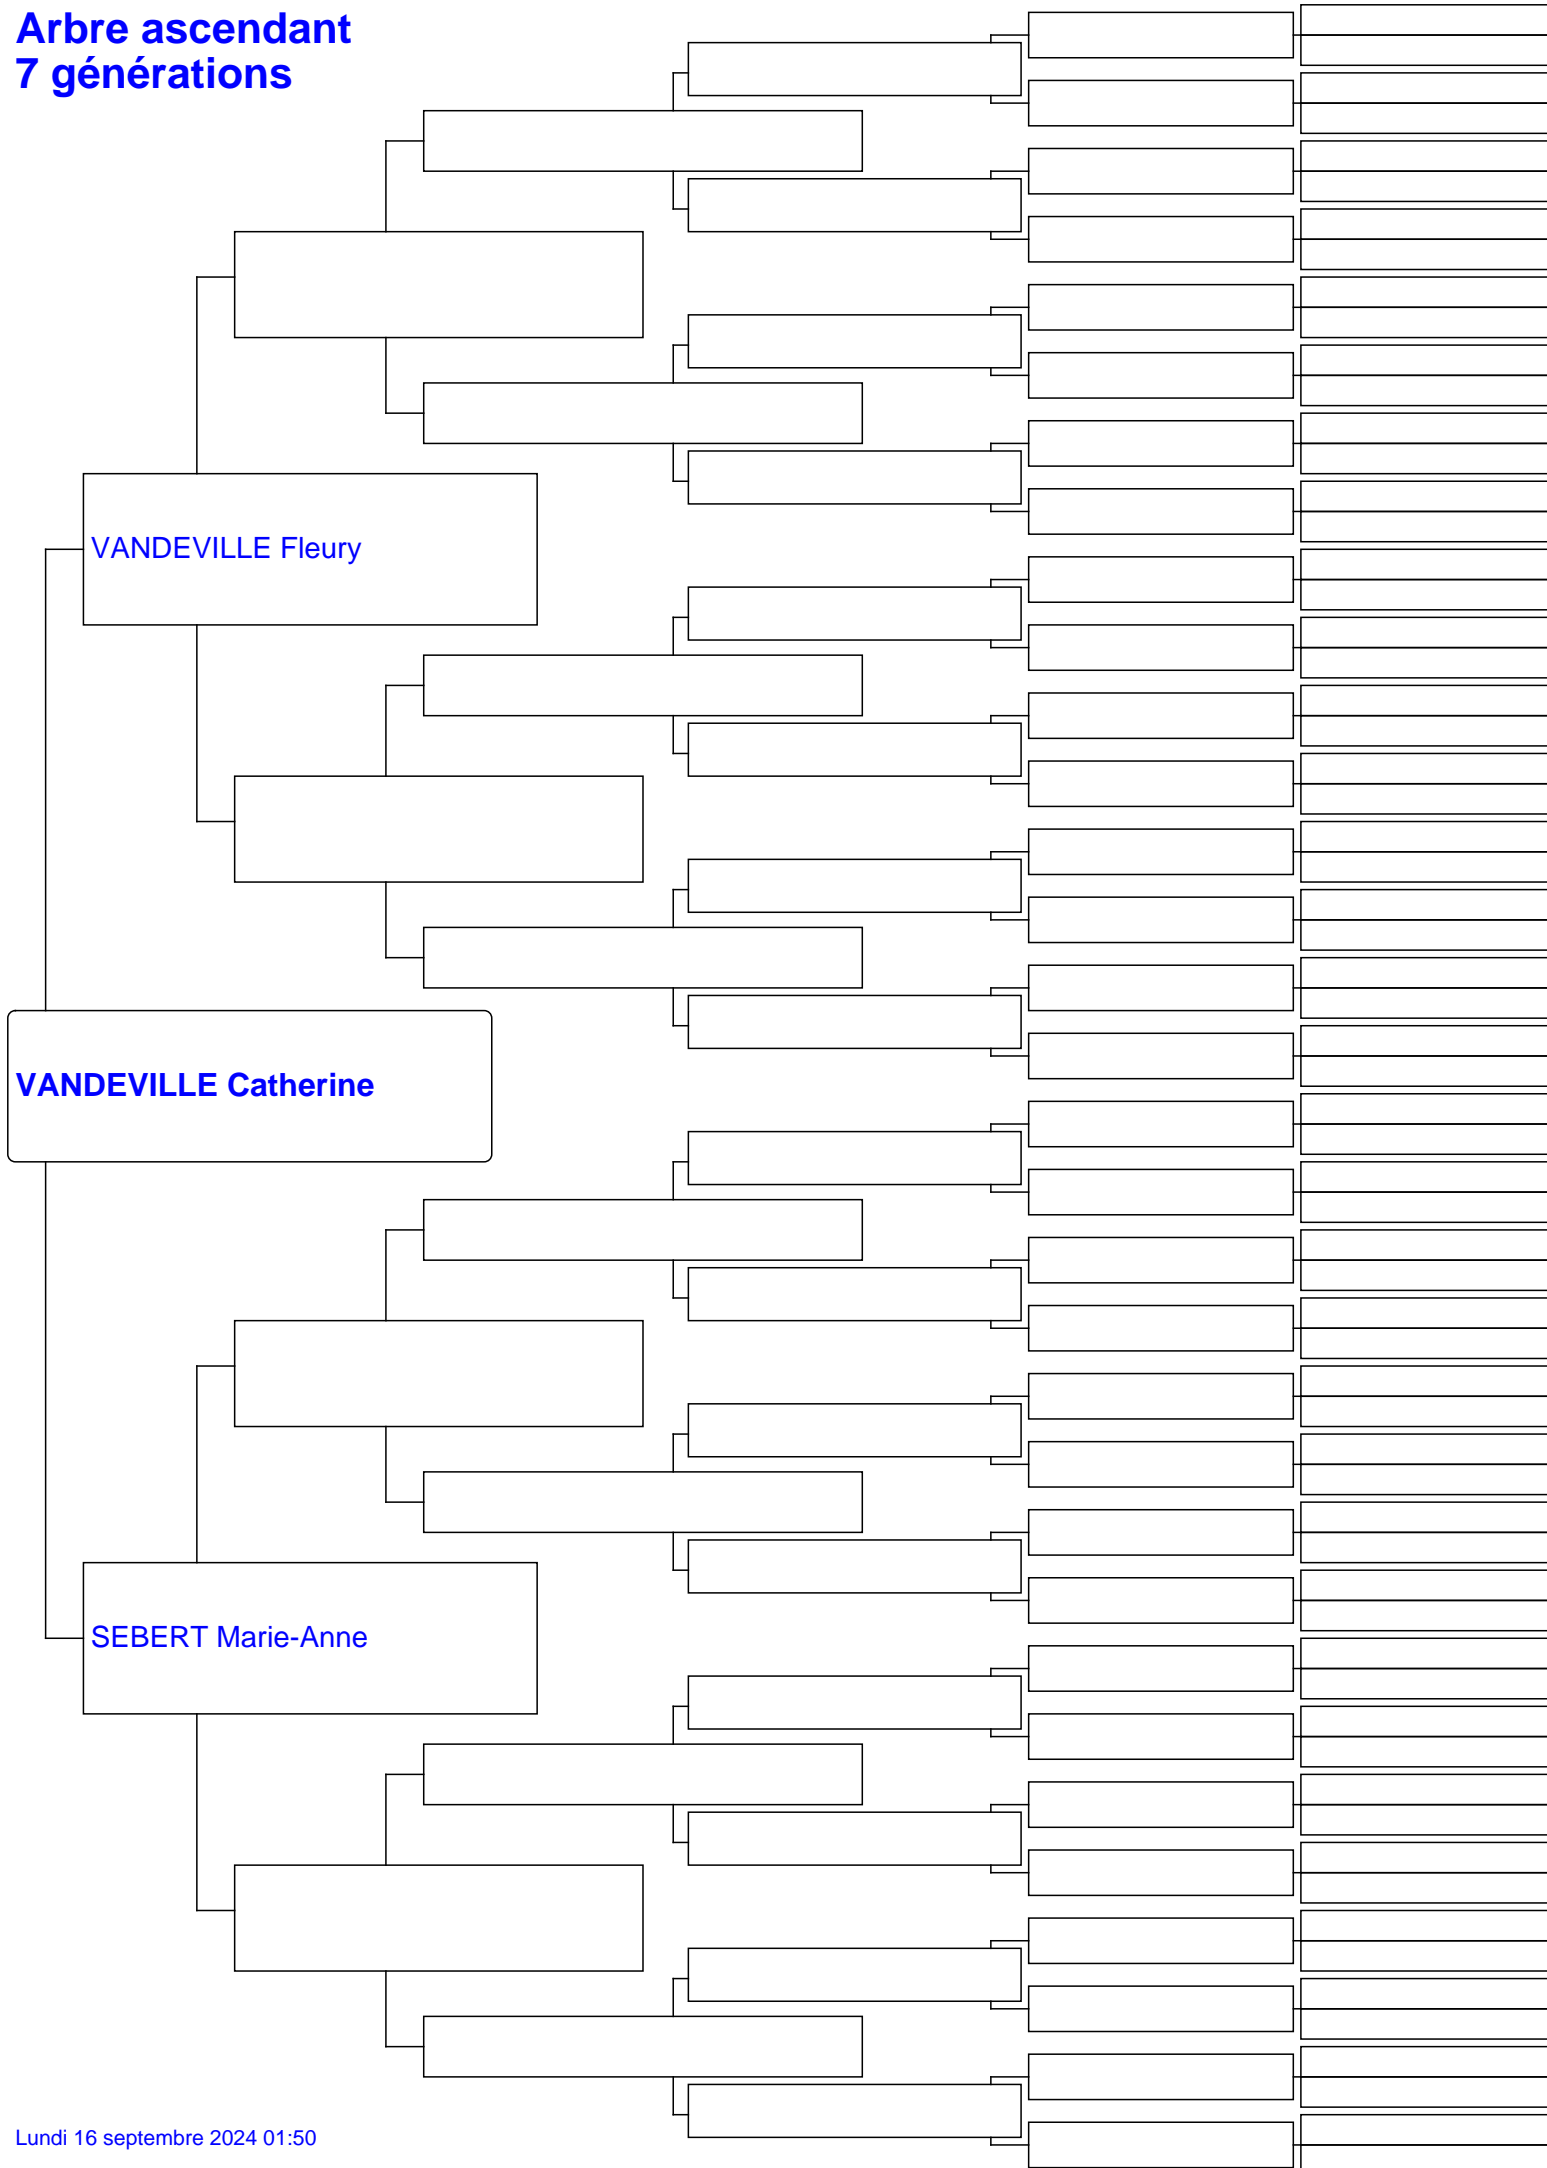 Arbre ascendant
7 générations
VANDEVILLE Fleury
VANDEVILLE Catherine
SEBERT Marie-Anne
Lundi 16 septembre 2024 01:50